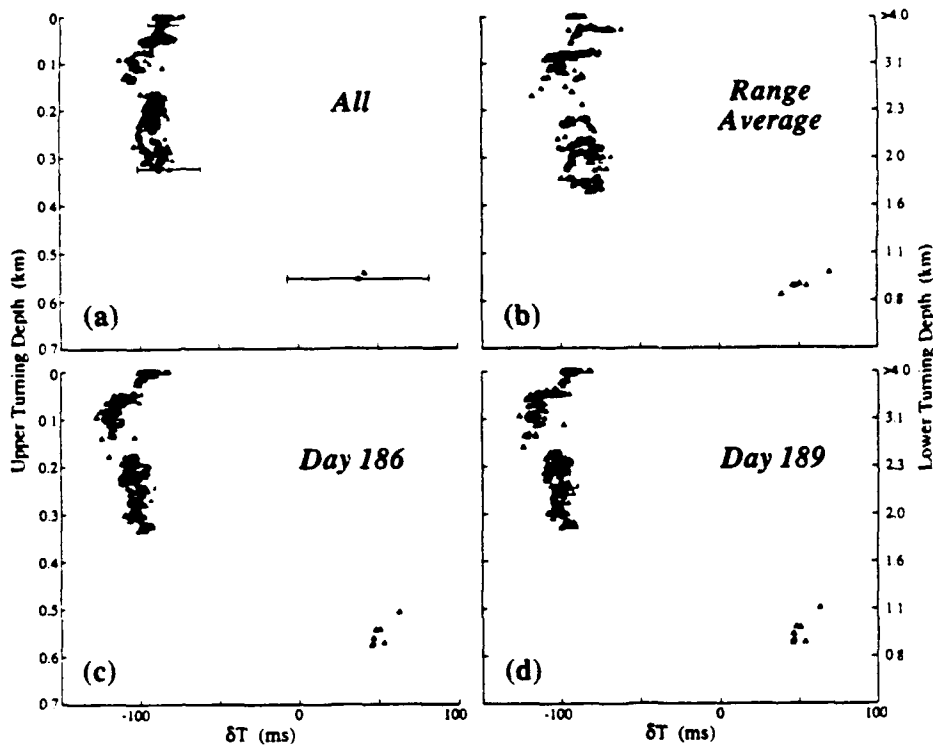 0
0 1
0.2
0.3
0 4
0.5
0 6
0 7
All
(a)
>4.0
3 1
2.3
2 0
1 6
1 1
0.8
Range
Average
(b)
Upper Turning Depth (km)
Lower Turning Depth (km)
0
0.1
0.2
0.3
0.4
0.5
0.6
0 7
Day 186
(c)
-100
0
100
δT (ms)
>4 0
3.1
2.3
2.0
1.6
1.1
0.8
Day 189
(d)
-100
0
100
δT (ms)